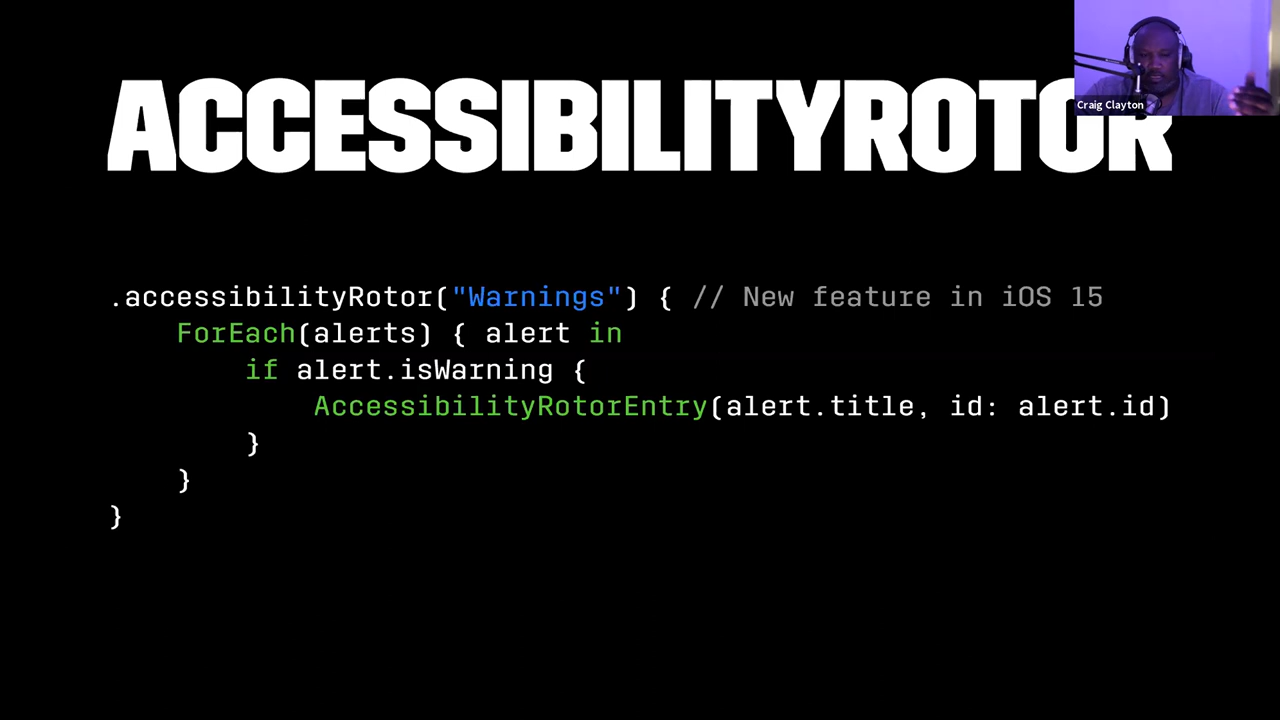 ACCESSIBILITYROTOR
Craig Clayton
.accessibilityRotor("Warnings") { // New feature in iOS 15
    ForEach(alerts) { alert in
        if alert.isWarning {
            AccessibilityRotorEntry(alert.title, id: alert.id)
        }
    }
}